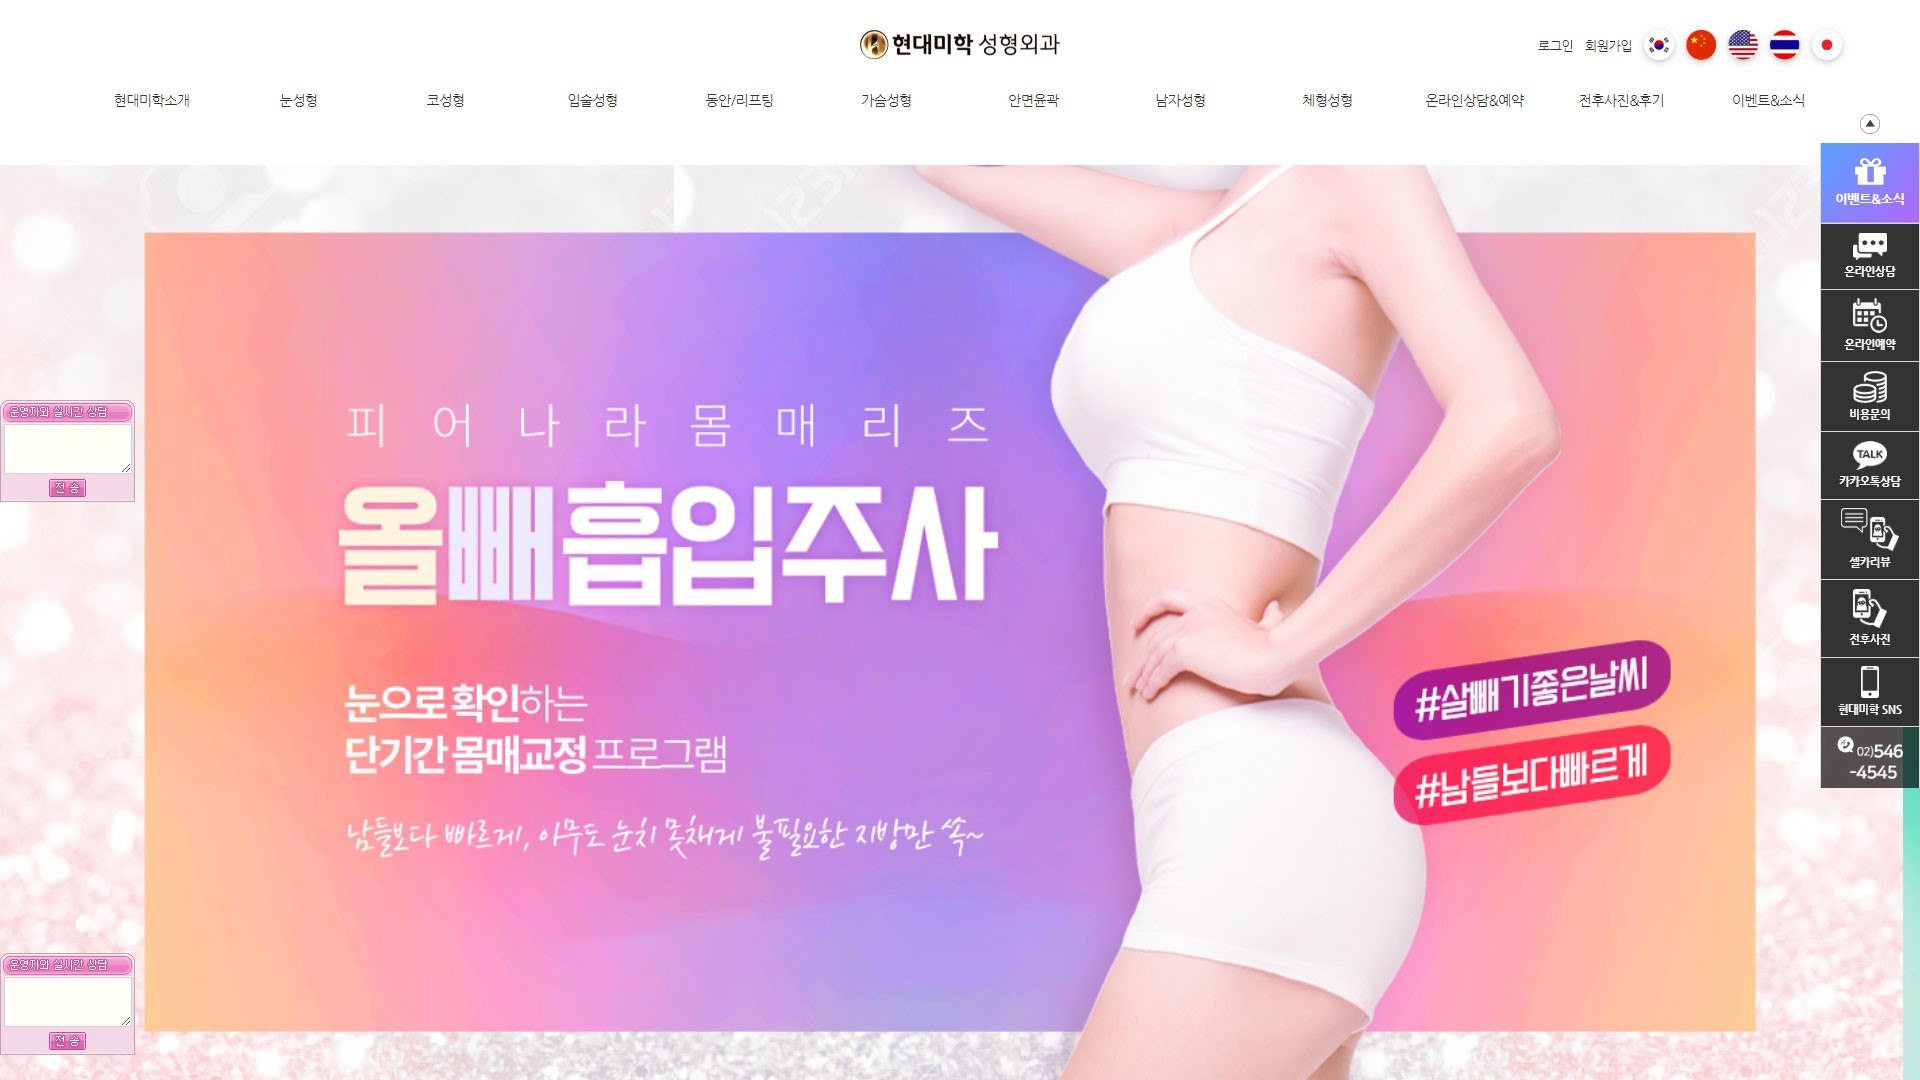 현대미학 성형외과
로그인 회원가입
현대미학소개 눈성형 코성형 입술성형 동안/리프팅 가슴성형 안면윤곽 남자성형 체형성형 온라인상담&예약 전후사진&후기 이벤트&소식
이벤트&소식
온라인상담
온라인예약
비용문의
TALK
카카오톡상담
셀카리뷰
전후사진
현대미학 SNS
02)546
-4545
피어나라몸매리즈
올빼흡입주사
눈으로 확인하는
단기간 몸매교정 프로그램
남들보다 빠르게, 아무도 눈치 못채게 불필요한 지방만 쏙~
#살빼기좋은날씨
#남들보다빠르게
운영자와 실시간 상담
전 송
운영자와 실시간 상담
전 송